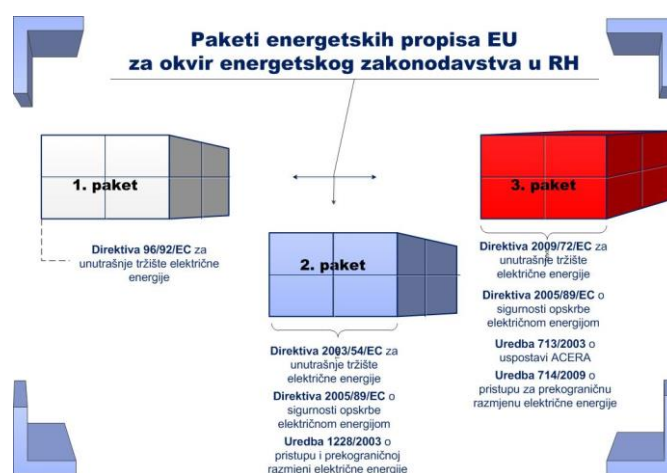 Paketi energetskih propisa EU
za okvir energetskog zakonodavstva u RH
1. paket
Direktiva 96/92/EC za
unutrašnje tržište električne
energije
2. paket
Direktiva 2003/54/EC za
unutrašnje tržište
električne energije
Direktiva 2005/89/EC o
sigurnosti opskrbe
električnom energijom
Uredba 1228/2003 o
pristupu i prekograničnoj
razmjeni električne energije
3. paket
Direktiva 2009/72/EC za
unutrašnje tržište
električne energije
Direktiva 2005/89/EC o
sigurnosti opskrbe
električnom energijom
Uredba 713/2003 o
uspostavi ACERA
Uredba 714/2009 o
pristupu za prekograničnu
razmjenu električne energije